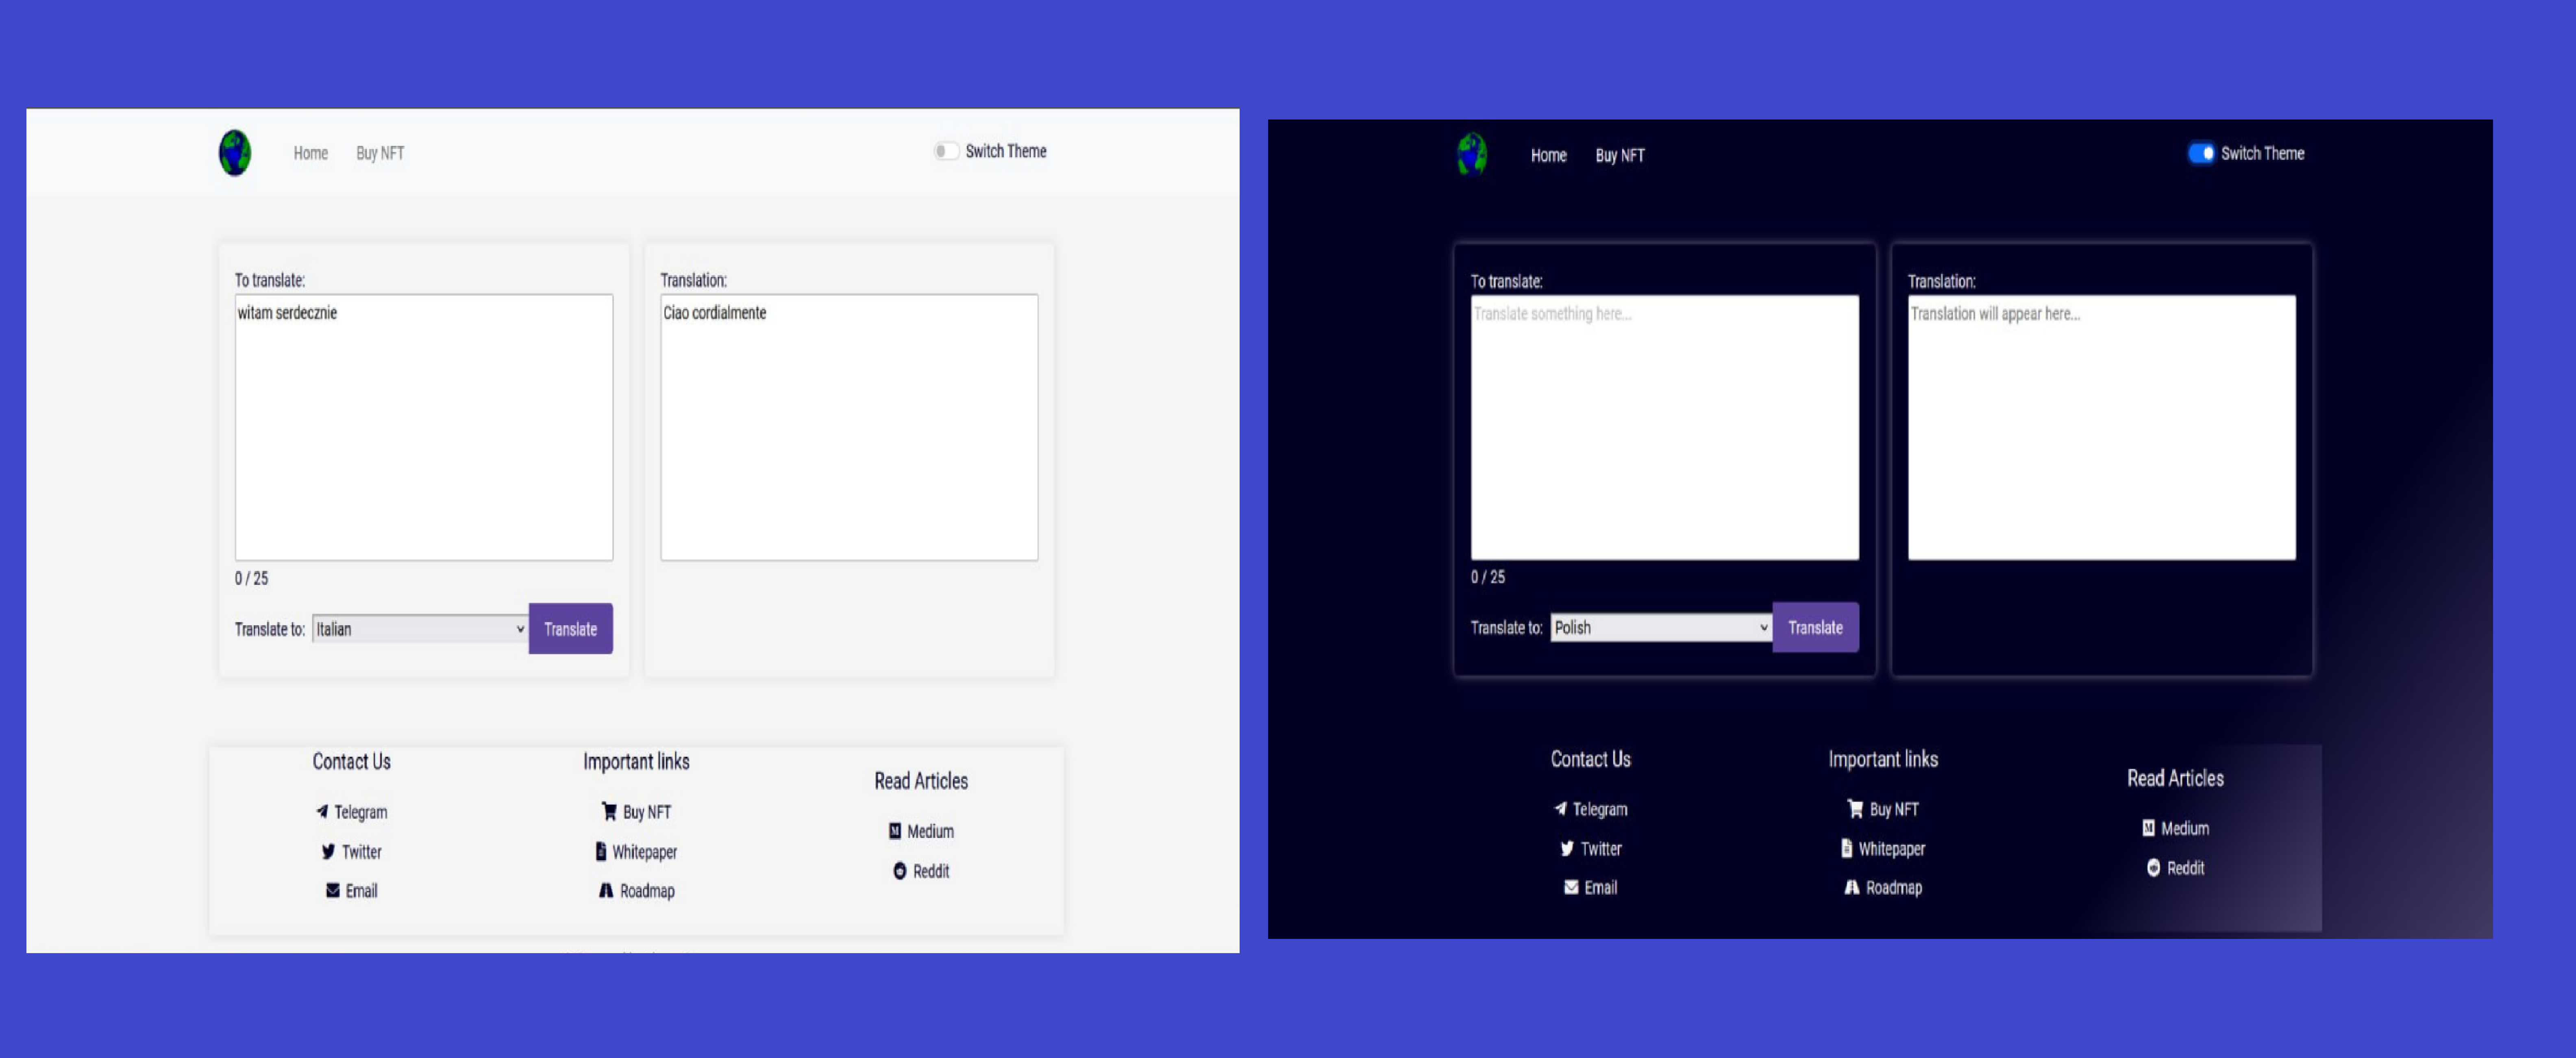 Home Buy NFT Switch Theme
To translate:
witam serdecznie
0 / 25
Translate to: Italian Translate
Translation:
Ciao cordialmente
Contact Us
Telegram
Twitter
Email
Important links
Buy NFT
Whitepaper
Roadmap
Read Articles
Medium
Reddit
Home Buy NFT Switch Theme
To translate:
Translate something here...
0 / 25
Translate to: Polish Translate
Translation:
Translation will appear here...
Contact Us
Telegram
Twitter
Email
Important links
Buy NFT
Whitepaper
Roadmap
Read Articles
Medium
Reddit